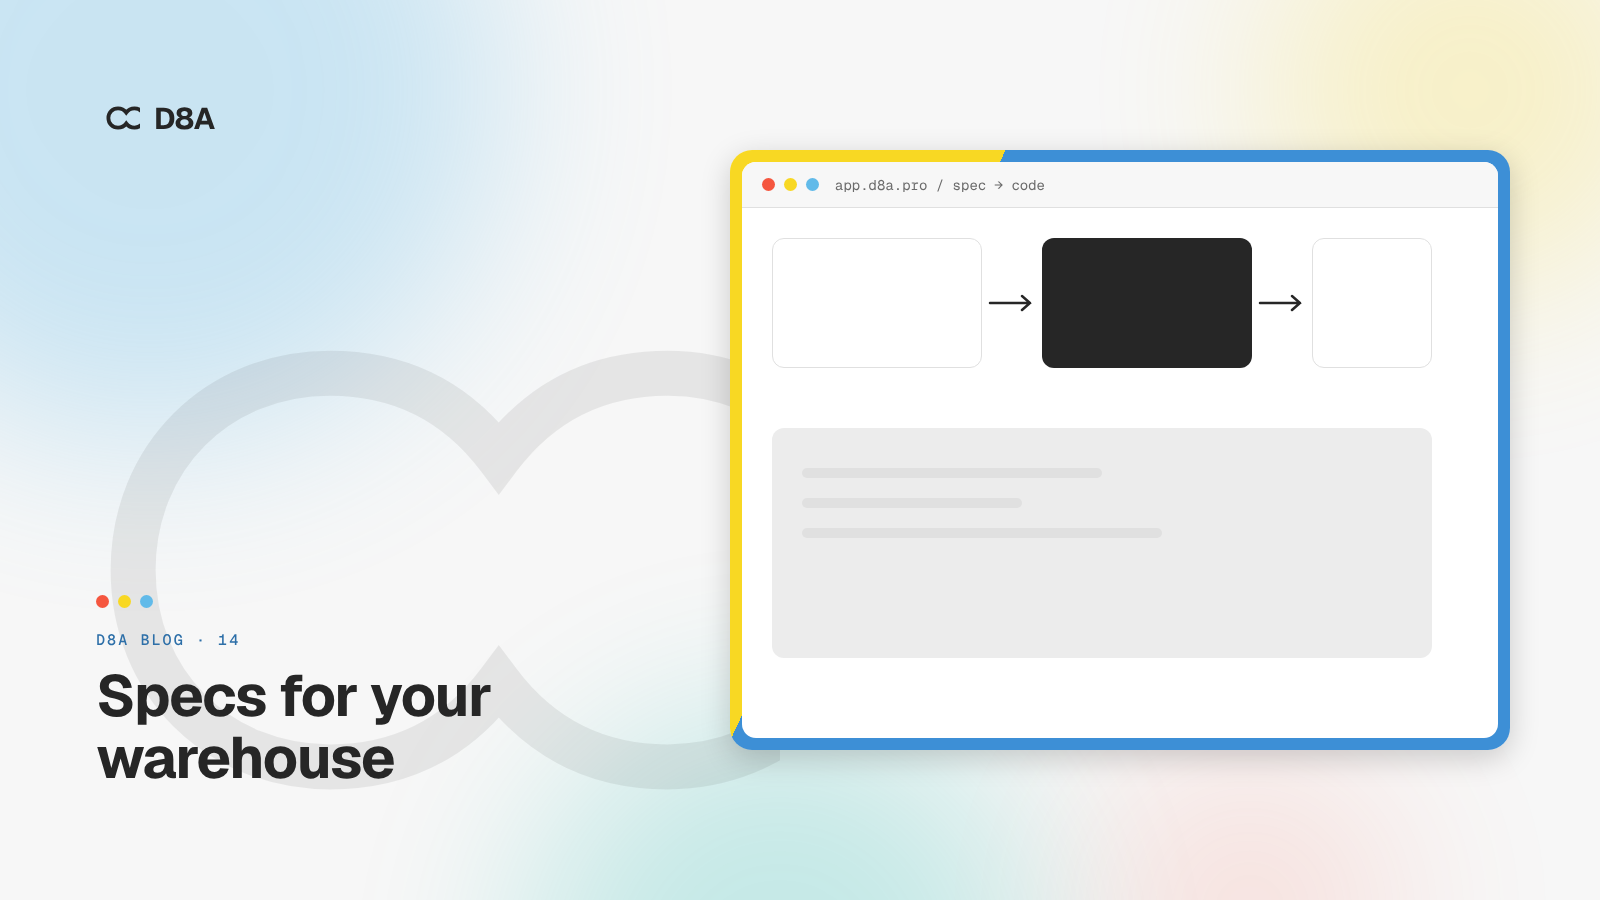 D8A
app.d8a.pro / spec → code
D8A BLOG · 14
Specs for your
warehouse